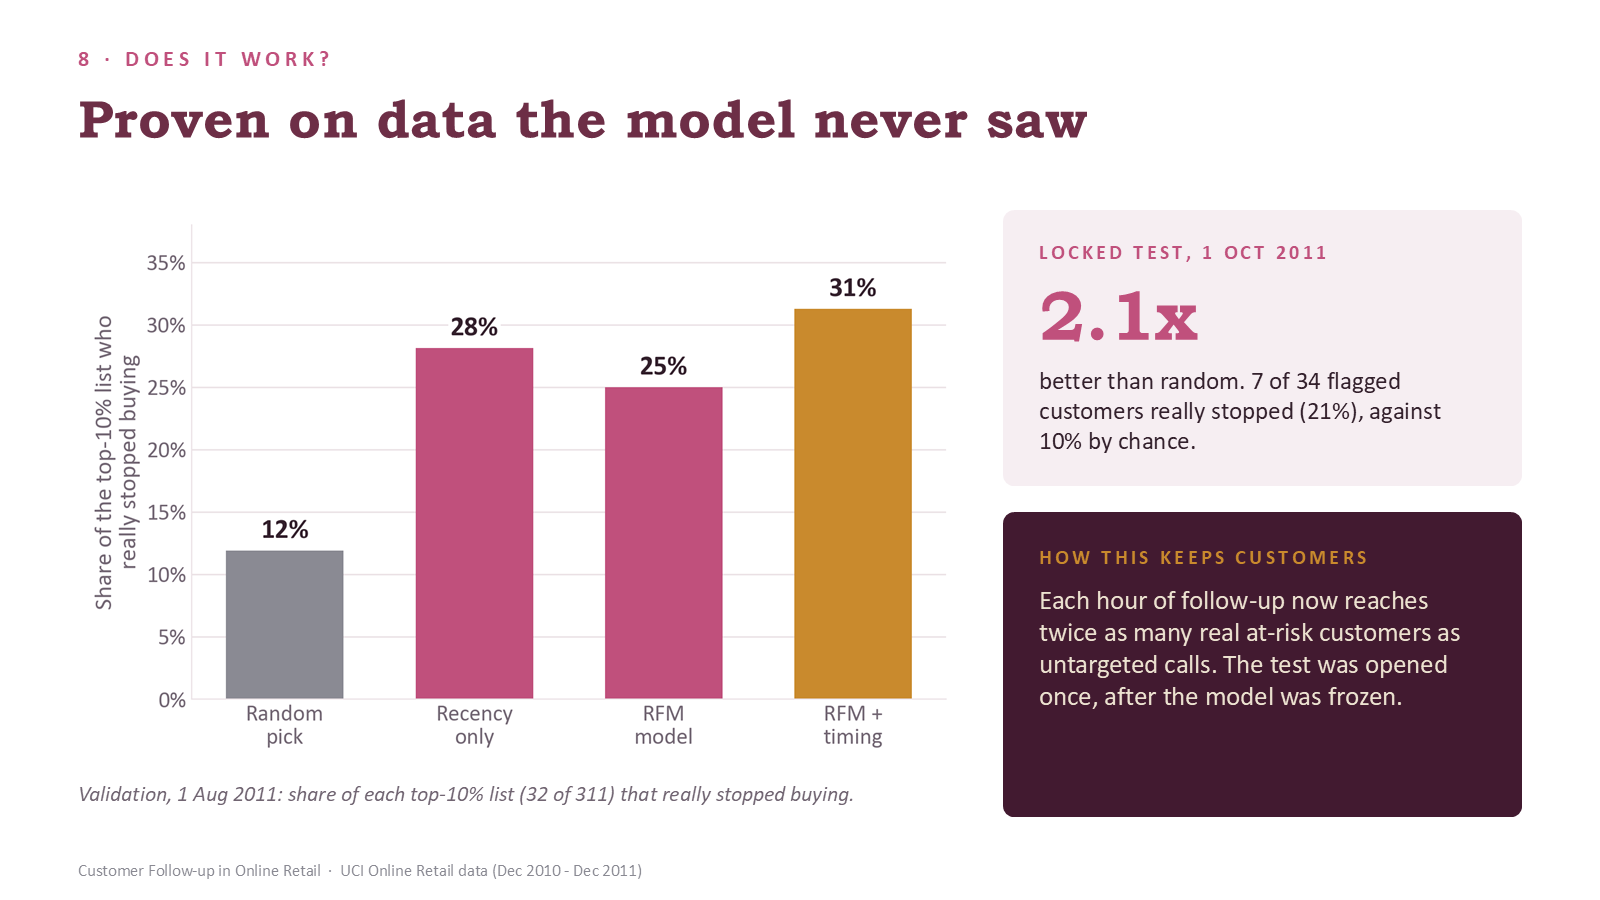 8 · DOES IT WORK?
Proven on data the model never saw
Share of the top-10% list who
really stopped buying
35%
30%
25%
20%
15%
10%
5%
0%
12%
28%
25%
31%
Random
pick
Recency
only
RFM
model
RFM +
timing
Validation, 1 Aug 2011: share of each top-10% list (32 of 311) that really stopped buying.
LOCKED TEST, 1 OCT 2011
2.1x
better than random. 7 of 34 flagged
customers really stopped (21%), against
10% by chance.
HOW THIS KEEPS CUSTOMERS
Each hour of follow-up now reaches
twice as many real at-risk customers as
untargeted calls. The test was opened
once, after the model was frozen.
Customer Follow-up in Online Retail · UCI Online Retail data (Dec 2010 - Dec 2011)